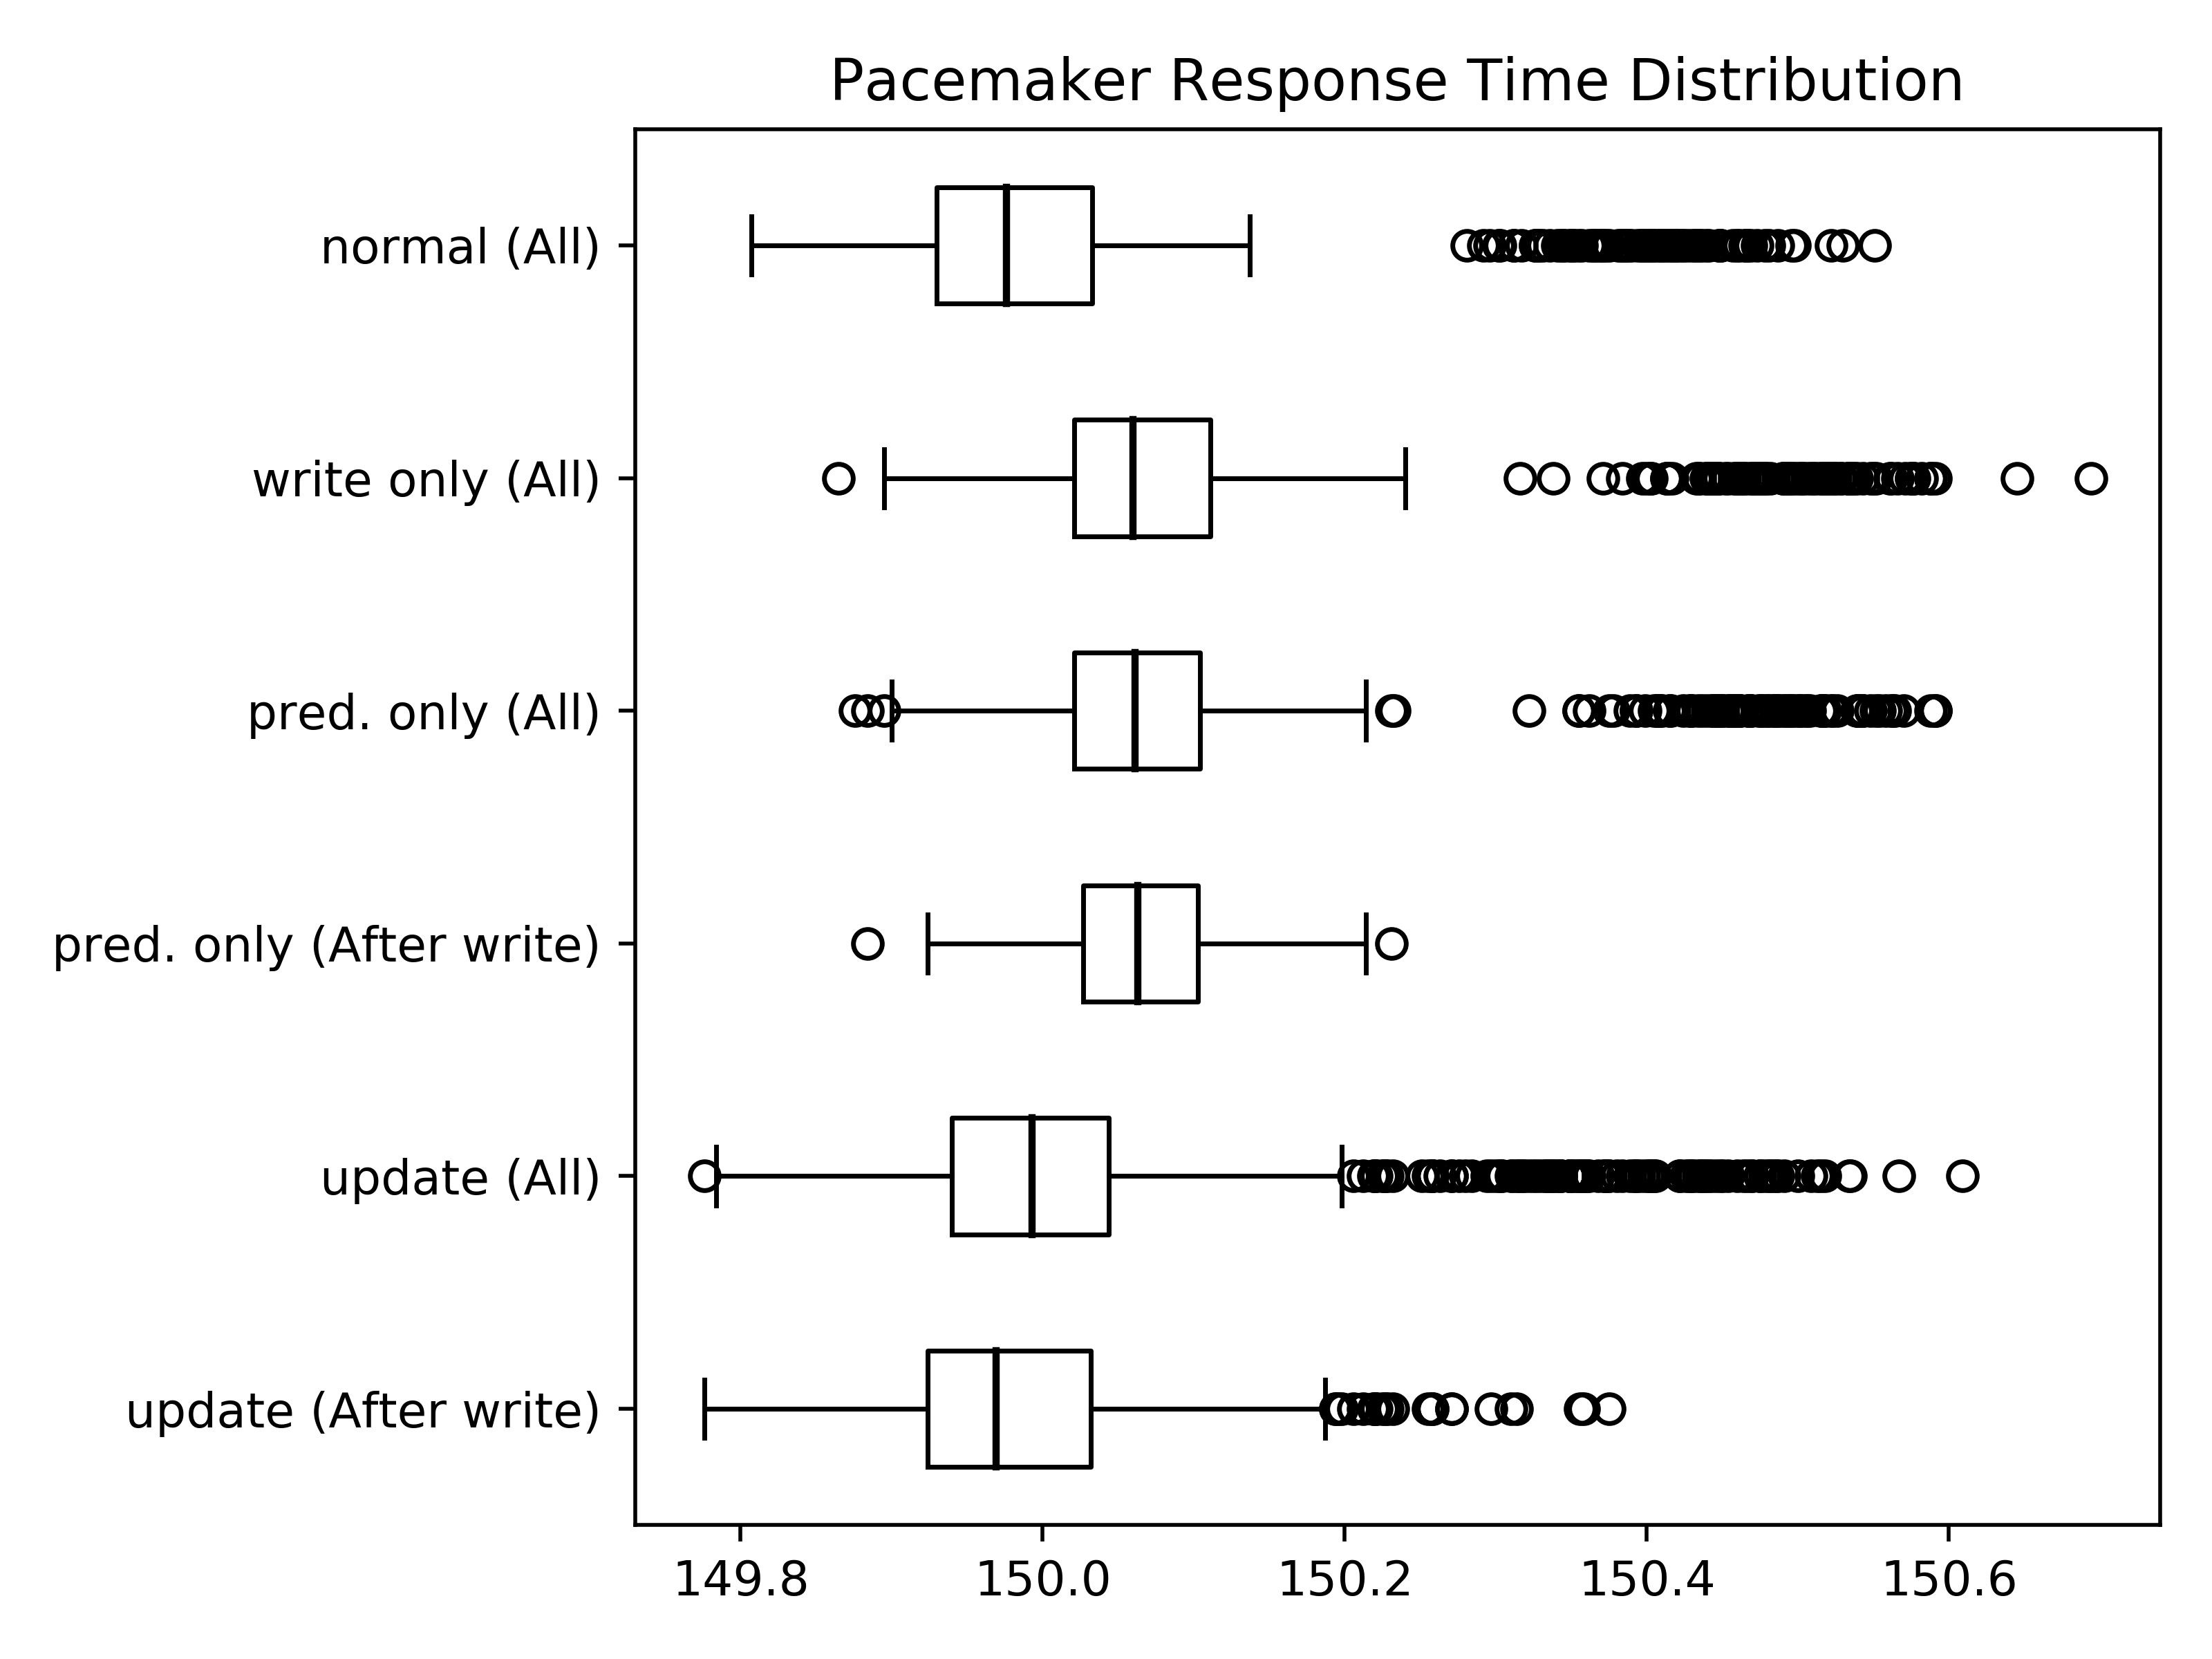 Pacemaker Response Time Distribution
normal (All)
write only (All)
pred. only (All)
pred. only (After write)
update (All)
update (After write)
149.8 150.0 150.2 150.4 150.6